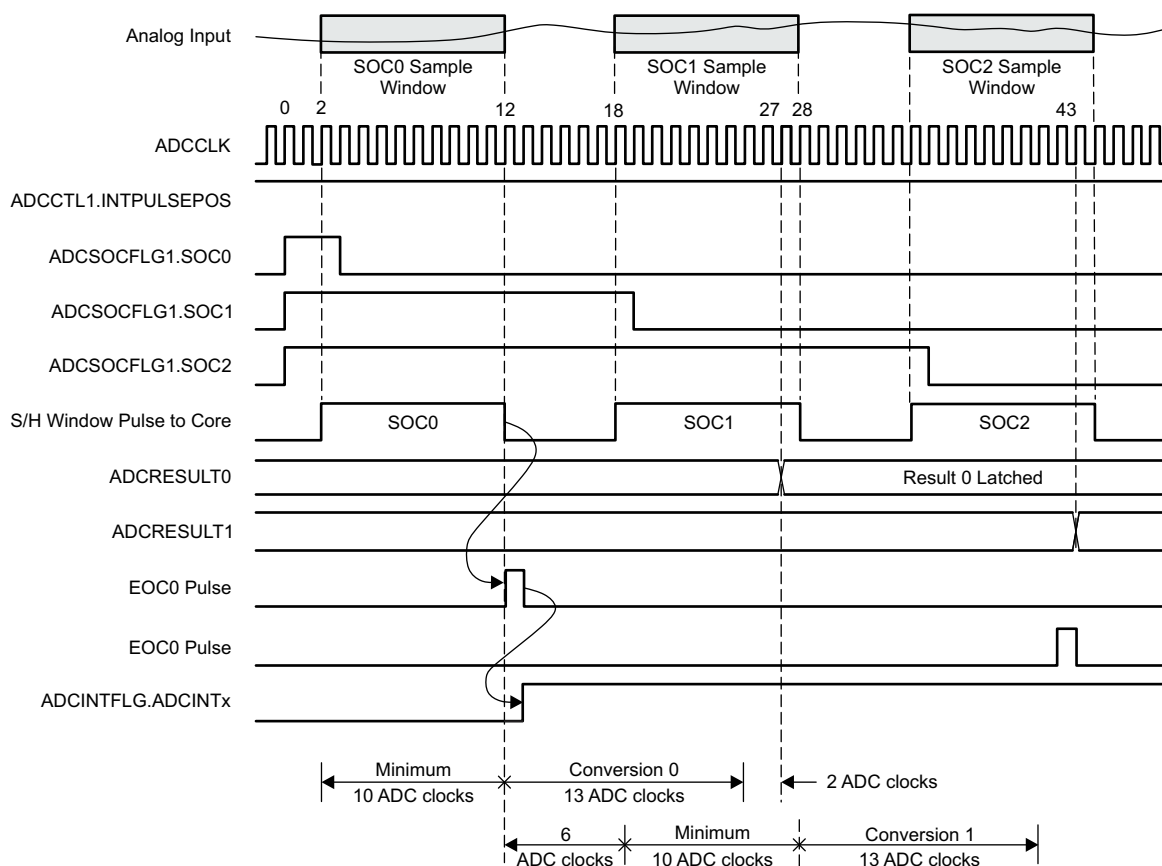 Analog Input
SOC0 Sample
Window
SOC1 Sample
Window
SOC2 Sample
Window
0 2 12 18 27 28 43
ADCCLK
ADCCTL1.INTPULSEPOS
ADCSOCFLG1.SOC0
ADCSOCFLG1.SOC1
ADCSOCFLG1.SOC2
S/H Window Pulse to Core
SOC0 SOC1 SOC2
ADCRESULT0
Result 0 Latched
ADCRESULT1
EOC0 Pulse
EOC0 Pulse
ADCINTFLG.ADCINTx
Minimum
10 ADC clocks
Conversion 0
13 ADC clocks
2 ADC clocks
6
ADC clocks
Minimum
10 ADC clocks
Conversion 1
13 ADC clocks